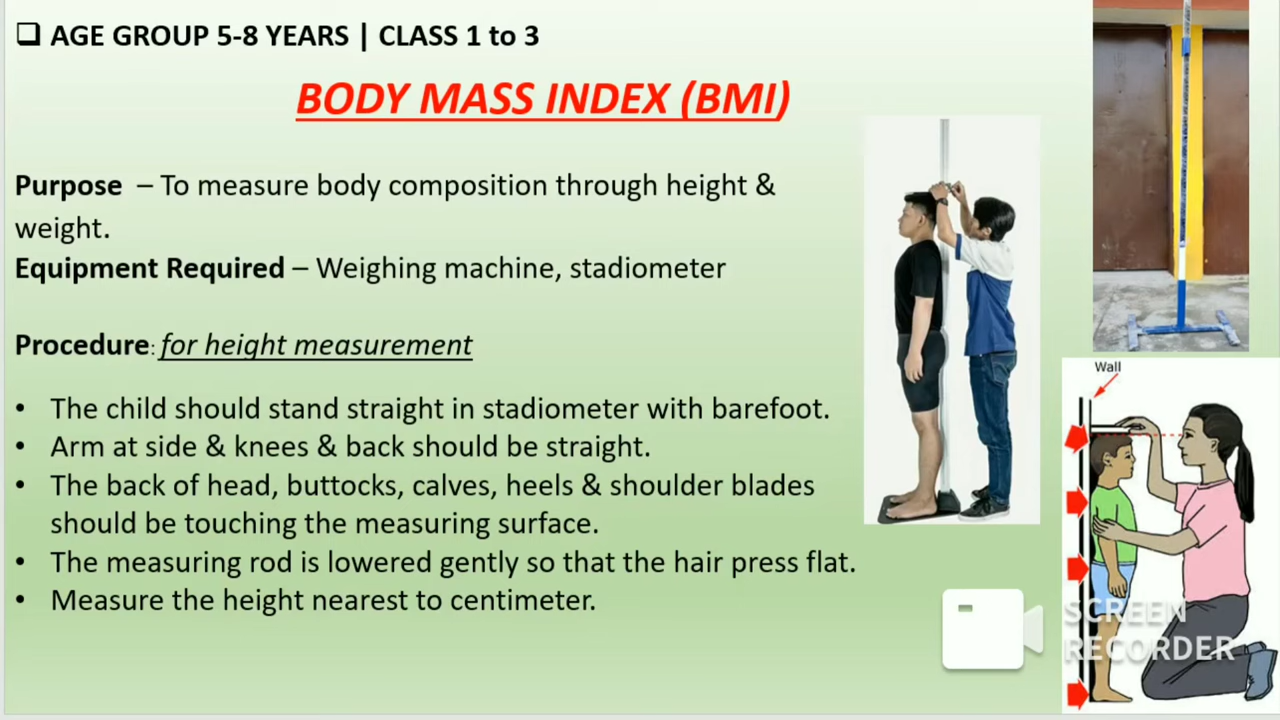 ❑ AGE GROUP 5-8 YEARS | CLASS 1 to 3
BODY MASS INDEX (BMI)
Purpose – To measure body composition through height &
weight.
Equipment Required – Weighing machine, stadiometer
Procedure: for height measurement
• The child should stand straight in stadiometer with barefoot.
• Arm at side & knees & back should be straight.
• The back of head, buttocks, calves, heels & shoulder blades
should be touching the measuring surface.
• The measuring rod is lowered gently so that the hair press flat.
• Measure the height nearest to centimeter.
Wall
SCREEN
RECORDER